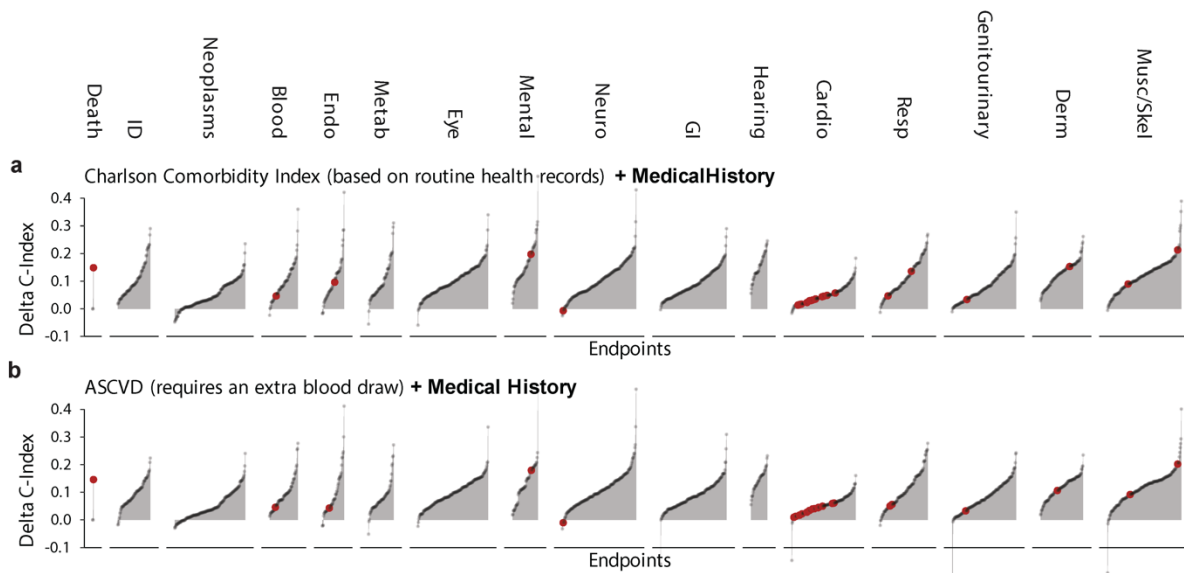 Death
ID
Neoplasms
Blood
Endo
Metab
Eye
Mental
Neuro
GI
Hearing
Cardio
Resp
Genitourinary
Derm
Musc/Skel
a
Charlson Comorbidity Index (based on routine health records) + MedicalHistory
Delta C-Index
0.4
0.3
0.2
0.1
0.0
-0.1
Endpoints
b
ASCVD (requires an extra blood draw) + Medical History
Delta C-Index
0.4
0.3
0.2
0.1
0.0
-0.1
Endpoints